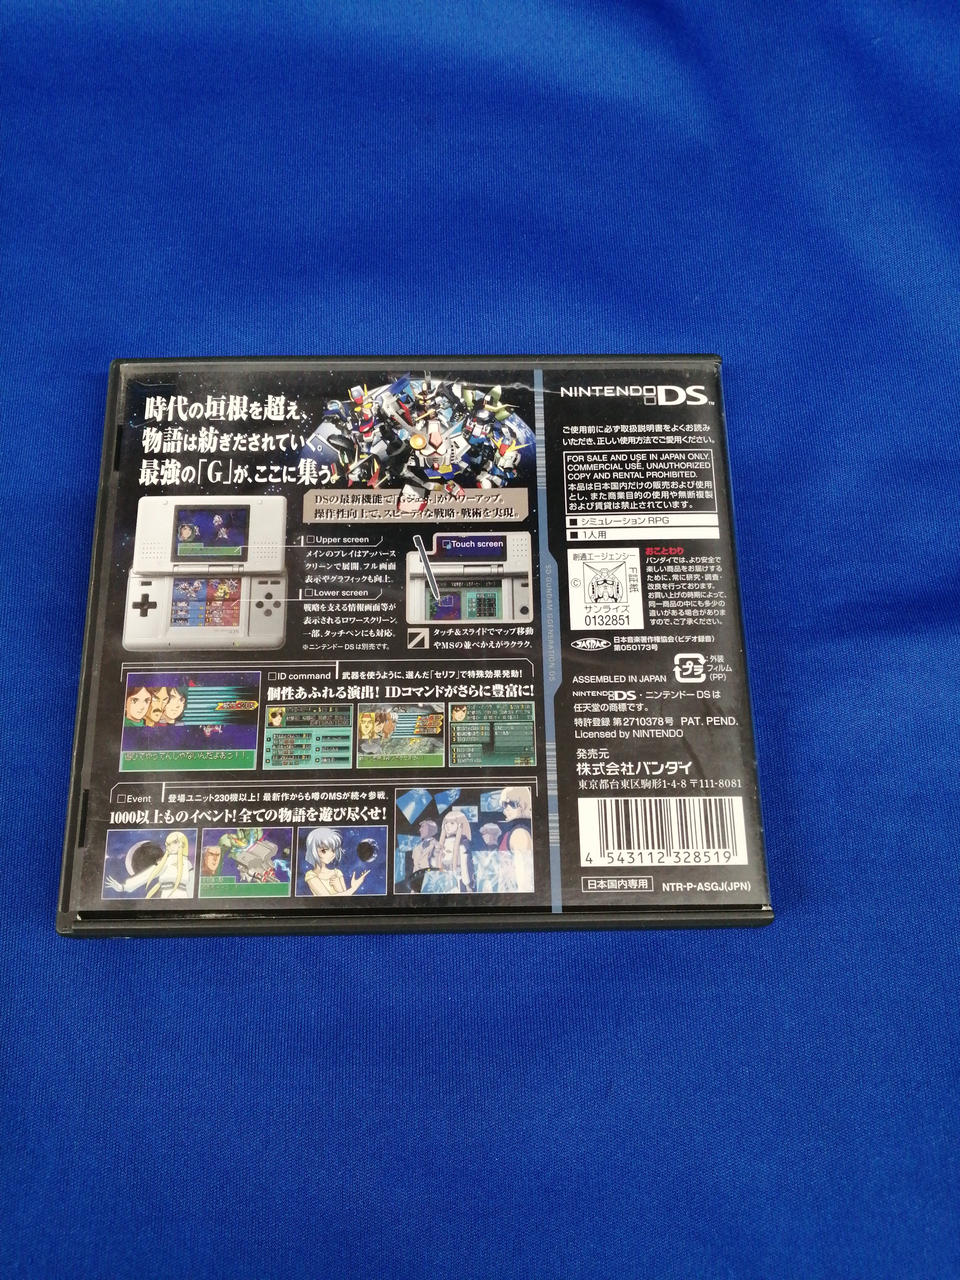 時代の垣根を超え、
物語は紡ぎだされていく。
最強の「G」が、ここに集う。
DSの最新機能で「Gジェネ」がパワーアップ。
操作性向上で、スピーディな戦略・戦術を実現。
Upper screen
メインのプレイはアッパース
クリーンで展開。フル画面
表示やグラフィックも向上。
Lower screen
戦略を支える情報画面等が
表示されるロワースクリーン。
一部、タッチペンにも対応。
※ニンテンドーDSは別売です。
Touch screen
タッチ&スライドでマップ移動
やMSの並べかえがラクラク。
ID command
武器を使うように、選んだ「セリフ」で特殊効果発動!
個性あふれる演出! IDコマンドがさらに豊富に!
Event
登場ユニット230機以上! 最新作からも噂のMSが続々参戦。
1000以上ものイベント! 全ての物語を遊び尽くせ!
SD GUNDAM GGENERATION DS
NINTENDO DS™
ご使用前に必ず取扱説明書をよくお読み
いただき、正しい使用方法でご愛用ください。
FOR SALE AND USE IN JAPAN ONLY.
COMMERCIAL USE, UNAUTHORIZED
COPY AND RENTAL PROHIBITED.
本品は日本国内だけの販売および使用
とし、また商業目的の使用や無断複製
および賃貸は禁止されています。
■ シミュレーションRPG
■ 1人用
創通エージェンシー
©
証紙
サンライズ
0132851
おことわり
バンダイでは、より安全で
楽しい商品をお届けする
ために、常に研究・調査・
改良を行っております。
お買い上げの時期によって、
同一商品の中にも多少の
違いがある場合がありま
すので、ご了承ください。
JASRAC
日本音楽著作権協会(ビデオ録音)
第050173号
ASSEMBLED IN JAPAN
プラ
外装
フィルム
(PP)
NINTENDO DS・ニンテンドーDSは
任天堂の商標です。
特許登録 第2710378号 PAT. PEND.
Licensed by NINTENDO
発売元
株式会社バンダイ
東京都台東区駒形1-4-8 〒111-8081
4 543112 328519
日本国内専用
NTR-P-ASGJ(JPN)